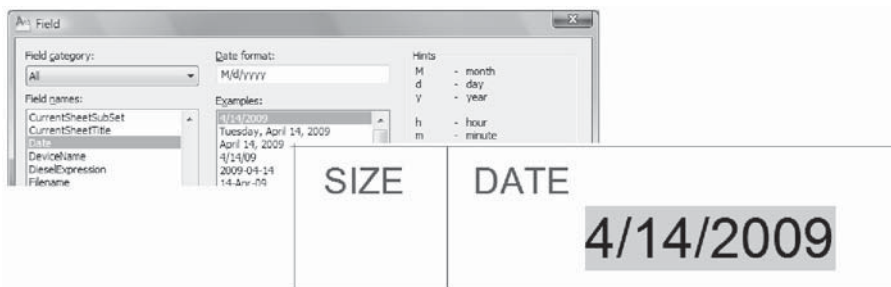 Field
Field category:
All
Field names:
CurrentSheetSubSet
CurrentSheetTitle
Date
DeviceName
DieselExpression
Filename
Date format:
M/d/yyyy
Examples:
4/14/2009
Tuesday, April 14, 2009
April 14, 2009
4/14/09
2009-04-14
14-Apr-09
Hints
M - month
d - day
y - year
h - hour
m - minute
SIZE
DATE
4/14/2009